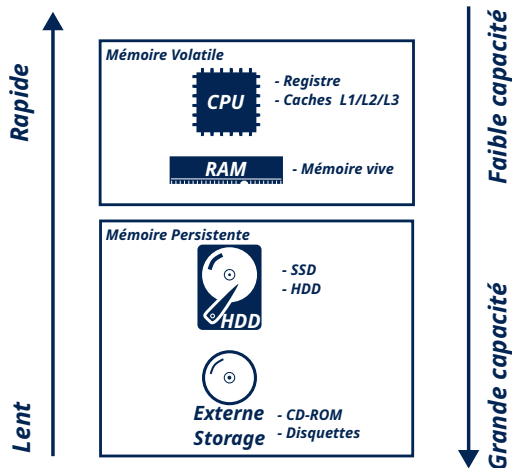 Rapide
Lent
Mémoire Volatile
CPU
- Registre
- Caches L1/L2/L3
RAM
- Mémoire vive
Mémoire Persistente
HDD
- SSD
- HDD
Externe
Storage
- CD-ROM
- Disquettes
Faible capacité
Grande capacité